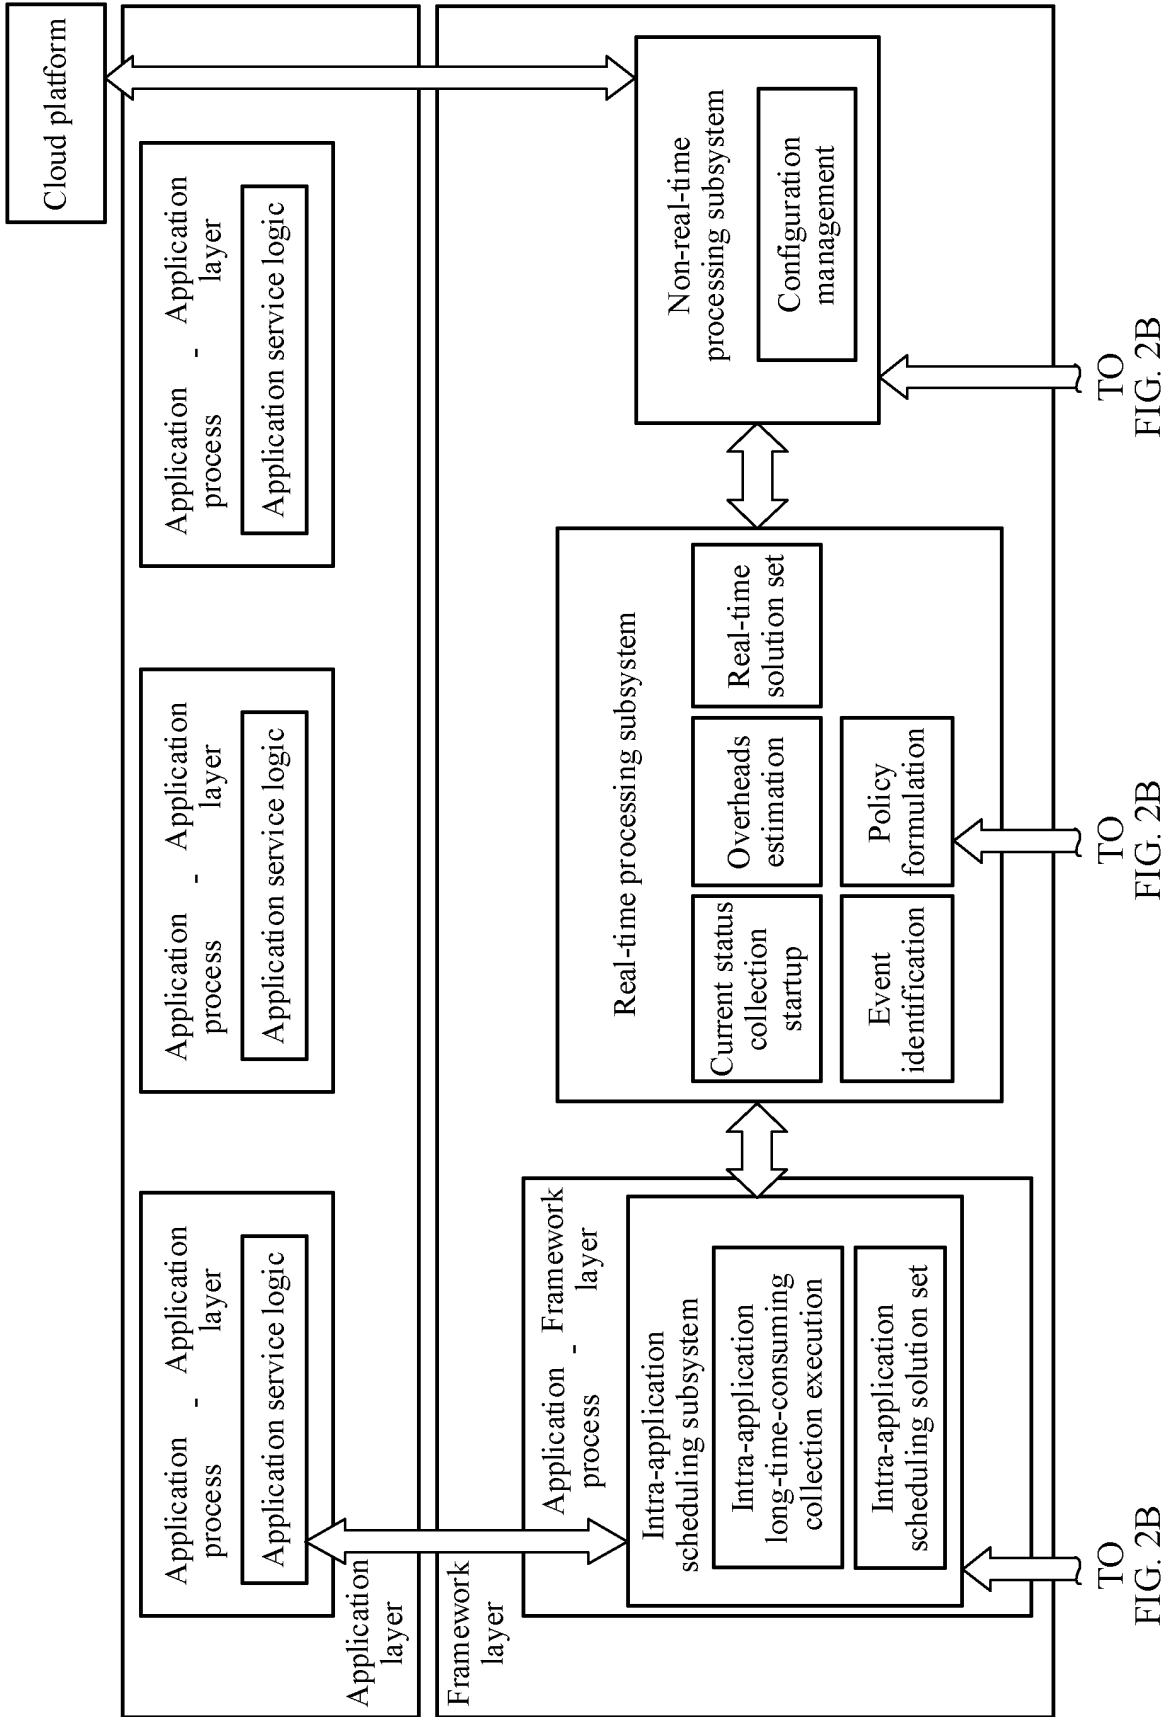 Cloud platform
Application
process
-
Application
layer
Application service logic
Application
process
-
Application
layer
Application service logic
Application
process
-
Application
layer
Application service logic
Application
layer
Framework
layer
Application
process
-
Framework
layer
Intra-application
scheduling subsystem
Intra-application
long-time-consuming
collection execution
Intra-application
scheduling solution set
Real-time processing subsystem
Current status
collection
startup
Overheads
estimation
Real-time
solution set
Event
identification
Policy
formulation
Non-real-time
processing subsystem
Configuration
management
TO
FIG. 2B
TO
FIG. 2B
TO
FIG. 2B